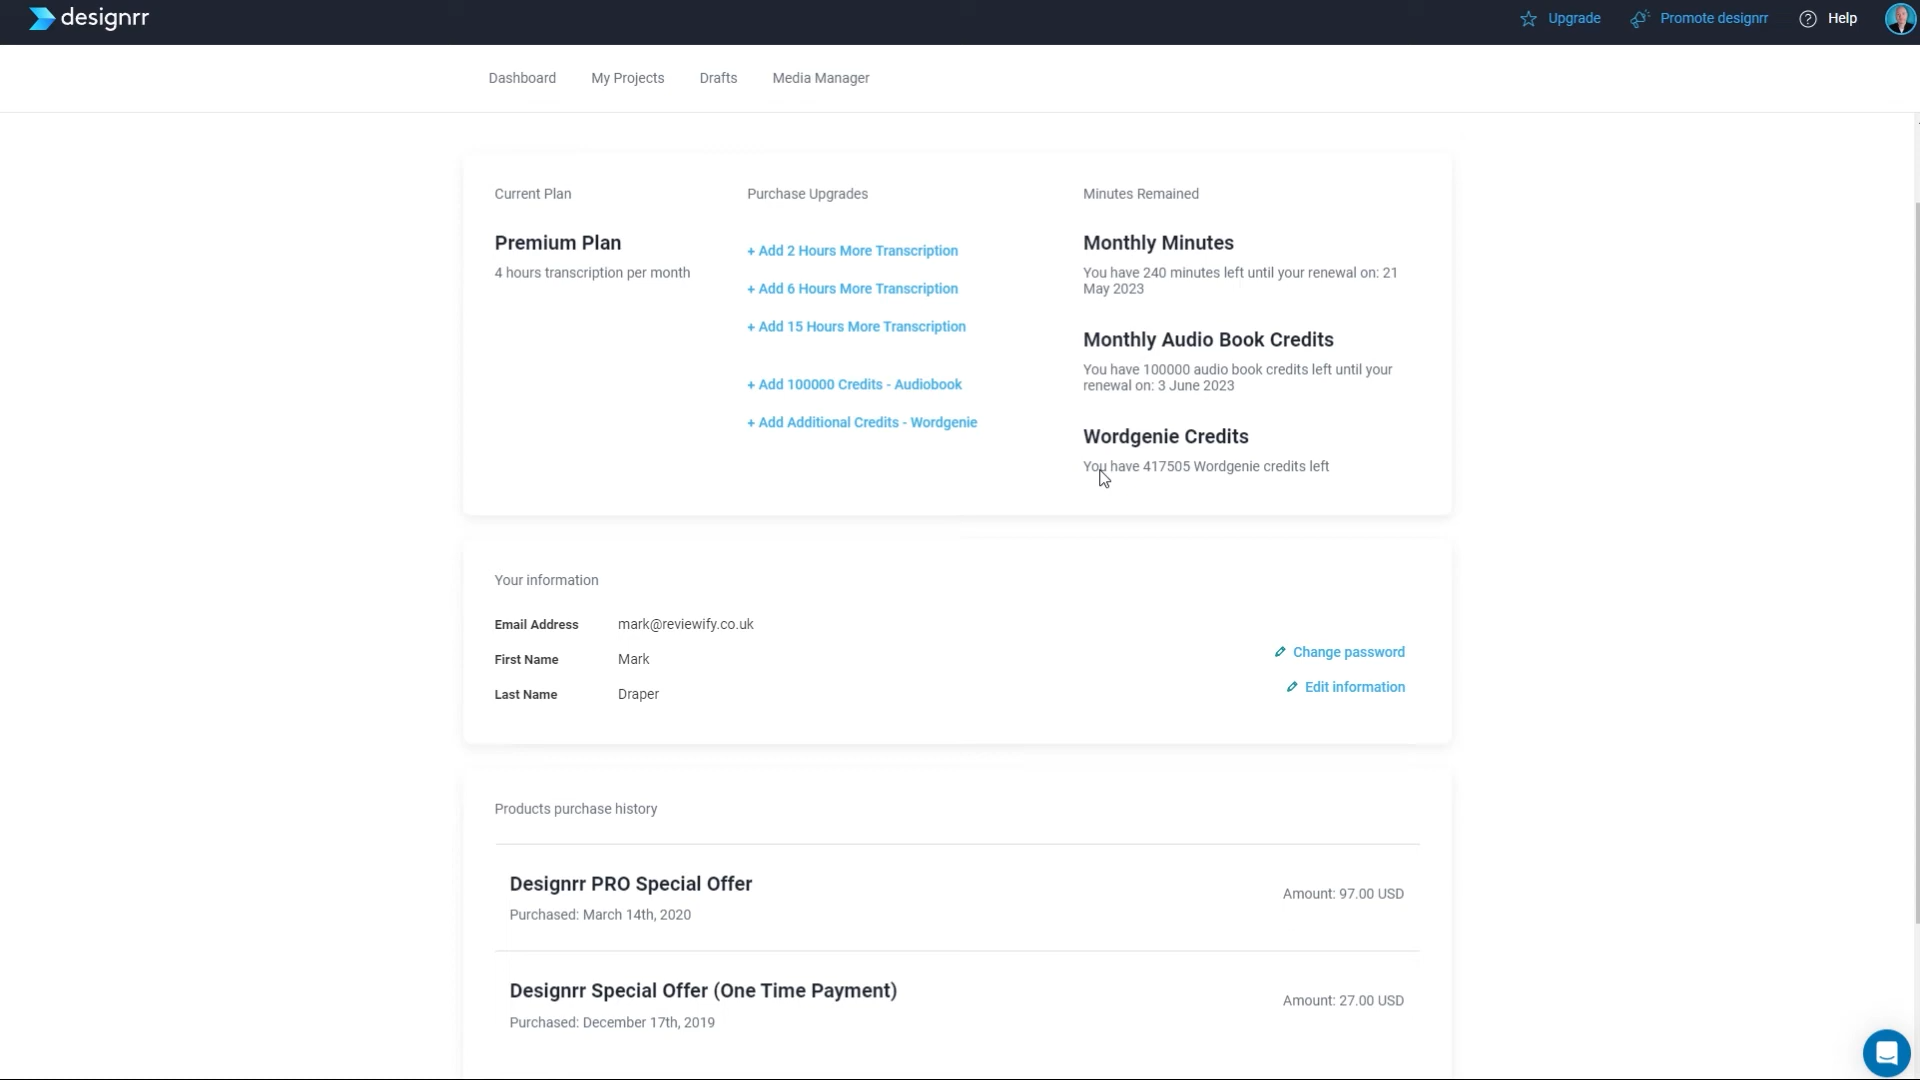 designrr
Upgrade
Promote designrr
Help
Dashboard
My Projects
Drafts
Media Manager
Current Plan
Premium Plan
4 hours transcription per month
Purchase Upgrades
+ Add 2 Hours More Transcription
+ Add 6 Hours More Transcription
+ Add 15 Hours More Transcription
+ Add 100000 Credits - Audiobook
+ Add Additional Credits - Wordgenie
Minutes Remained
Monthly Minutes
You have 240 minutes left until your renewal on: 21
May 2023
Monthly Audio Book Credits
You have 100000 audio book credits left until your
renewal on: 3 June 2023
Wordgenie Credits
You have 417505 Wordgenie credits left
Your information
Email Address mark@reviewify.co.uk
First Name Mark
Last Name Draper
Change password
Edit information
Products purchase history
Designrr PRO Special Offer
Purchased: March 14th, 2020
Amount: 97.00 USD
Designrr Special Offer (One Time Payment)
Purchased: December 17th, 2019
Amount: 27.00 USD